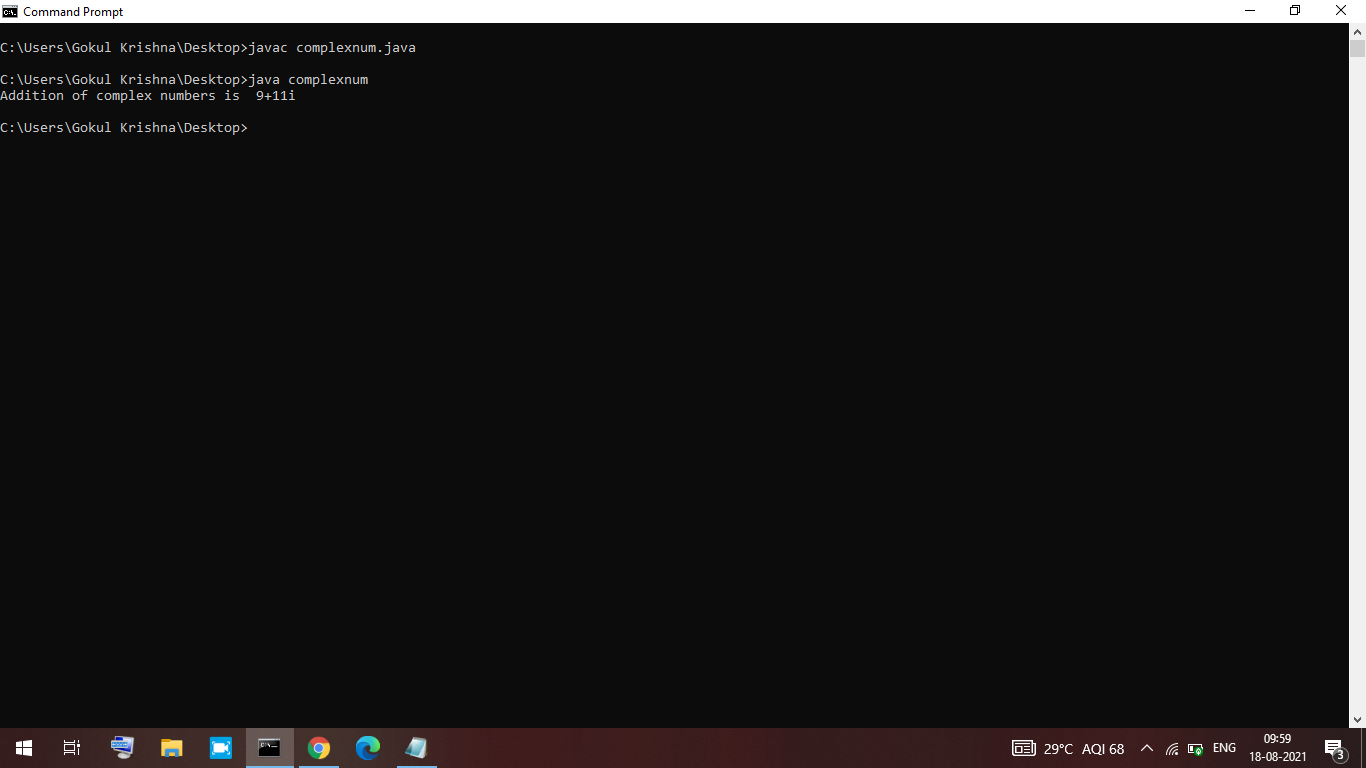 Command Prompt
C:\Users\Gokul Krishna\Desktop>javac complexnum.java
C:\Users\Gokul Krishna\Desktop>java complexnum
Addition of complex numbers is  9+11i
C:\Users\Gokul Krishna\Desktop>
29°C AQI 68
ENG
09:59
18-08-2021
3